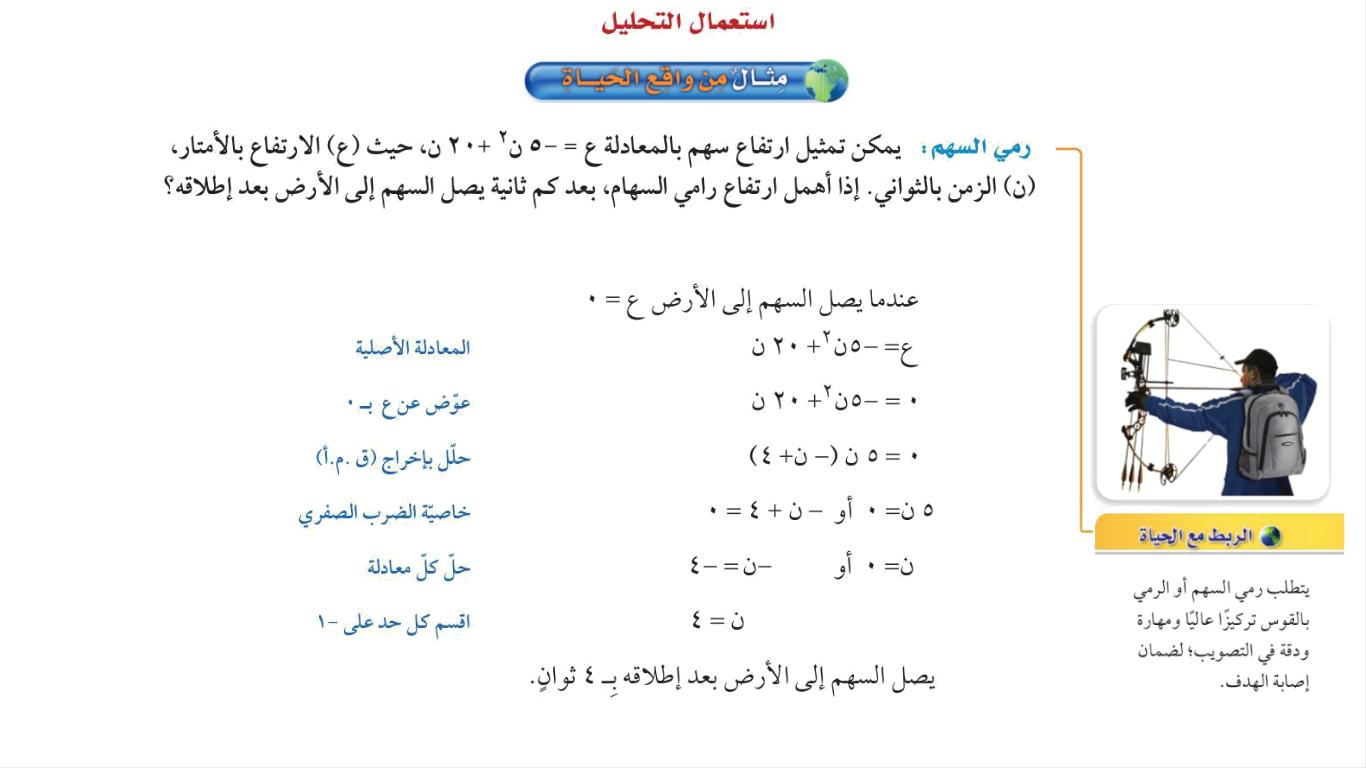 استعمال التحليل
مِثـالٌ مِن واقِعِ الحَيــاةِ
رمي السهم: يمكن تمثيل ارتفاع سهم بالمعادلة ع = –٥ ن٢ +٢٠ ن، حيث (ع) الارتفاع بالأمتار،
(ن) الزمن بالثواني. إذا أهمل ارتفاع رامي السهام، بعد كم ثانية يصل السهم إلى الأرض بعد إطلاقه؟
عندما يصل السهم إلى الأرض ع = ٠
ع= –٥ن٢+ ٢٠ ن المعادلة الأصلية
٠ = –٥ن٢+ ٢٠ ن عوّض عن ع بـ ٠
٠ = ٥ ن (– ن+ ٤) حلّل بإخراج (ق .م.أ)
٥ ن= ٠ أو – ن + ٤ = ٠ خاصيّة الضرب الصفري
ن= ٠ أو –ن = –٤ حلّ كلّ معادلة
ن = ٤ اقسم كل حد على –١
يصل السهم إلى الأرض بعد إطلاقه بِـ ٤ ثوانٍ.
الربط مع الحياة
يتطلب رمي السهم أو الرمي
بالقوس تركيزًا عاليًا ومهارة
ودقة في التصويب؛ لضمان
إصابة الهدف.